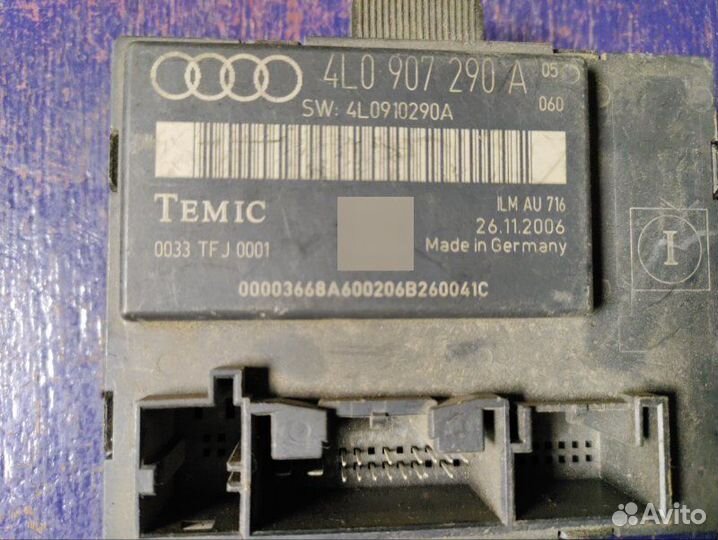 4L0 907 290 A 05
SW: 4L0910290A 060
TEMIC
ILM AU 716
0033 TFJ 0001
26.11.2006
Made in Germany
00003668A600206B260041C
I
Avito